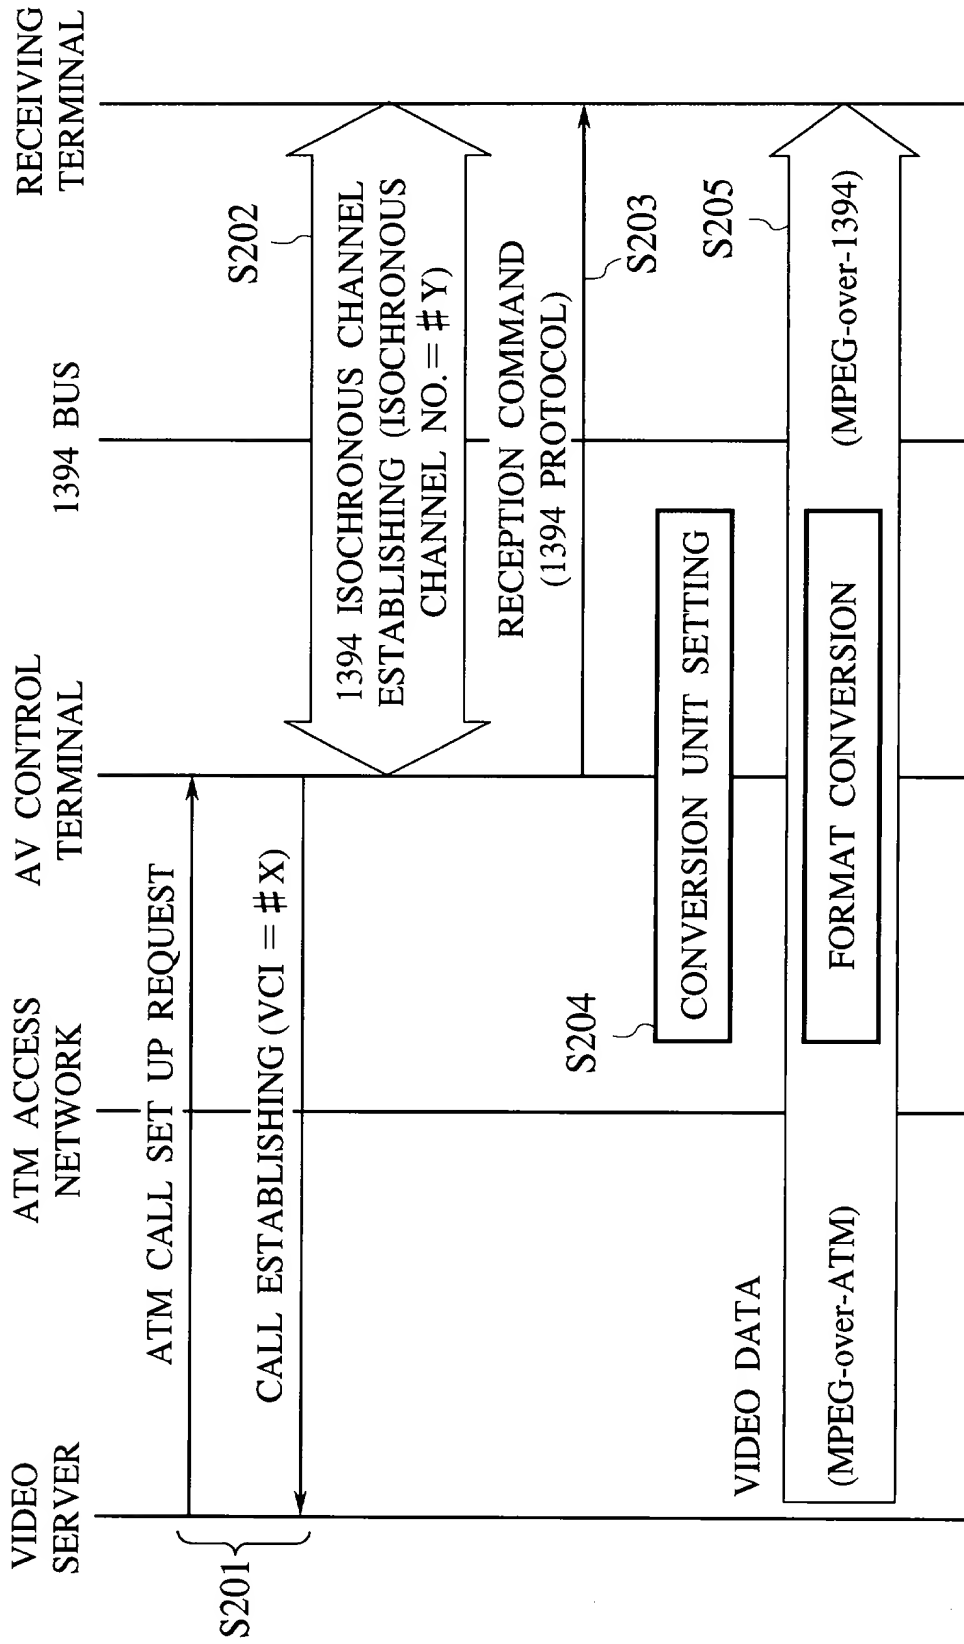 VIDEO
SERVER
ATM ACCESS
NETWORK
AV CONTROL
TERMINAL
1394 BUS
RECEIVING
TERMINAL
S201
ATM CALL SET UP REQUEST
CALL ESTABLISHING (VCI = #X)
S202
1394 ISOCHRONOUS CHANNEL
ESTABLISHING (ISOCHRONOUS
CHANNEL NO. = #Y)
RECEPTION COMMAND
(1394 PROTOCOL)
S203
S204
CONVERSION UNIT SETTING
VIDEO DATA
S205
(MPEG-over-ATM)
FORMAT CONVERSION
(MPEG-over-1394)